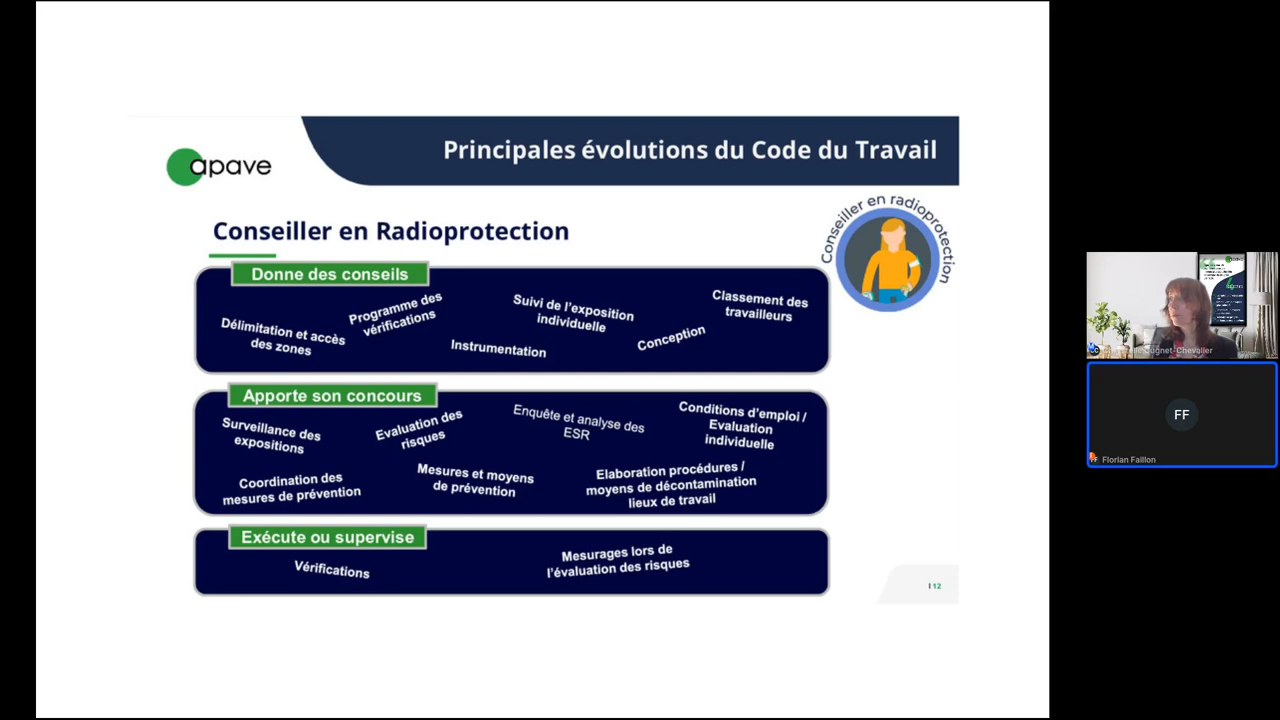 apave
Principales évolutions du Code du Travail
Conseiller en Radioprotection
Conseiller en radioprotection
Donne des conseils
Délimitation et accès
des zones
Programme des
vérifications
Instrumentation
Suivi de l'exposition
individuelle
Conception
Classement des
travailleurs
Apporte son concours
Surveillance des
expositions
Evaluation des
risques
Enquête et analyse des
ESR
Conditions d'emploi /
Evaluation
individuelle
Coordination des
mesures de prévention
Mesures et moyens
de prévention
Elaboration procédures /
moyens de décontamination
lieux de travail
Exécute ou supervise
Vérifications
Mesurages lors de
l'évaluation des risques
I 12
apave
Cognet-Chevalier
FF
Florian Faillon